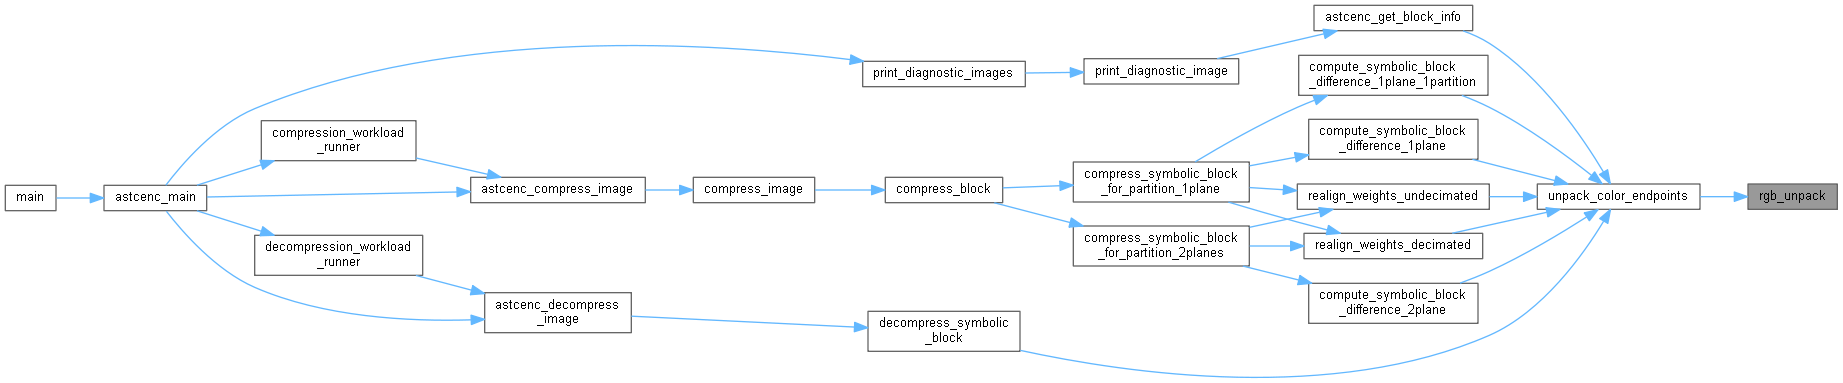 main
astcenc_main
compression_workload
_runner
decompression_workload
_runner
astcenc_compress_image
astcenc_decompress
_image
compress_image
print_diagnostic_images
compress_block
decompress_symbolic
_block
print_diagnostic_image
compress_symbolic_block
_for_partition_1plane
compress_symbolic_block
_for_partition_2planes
astcenc_get_block_info
compute_symbolic_block
_difference_1plane_1partition
compute_symbolic_block
_difference_1plane
realign_weights_undecimated
realign_weights_decimated
compute_symbolic_block
_difference_2plane
unpack_color_endpoints
rgb_unpack